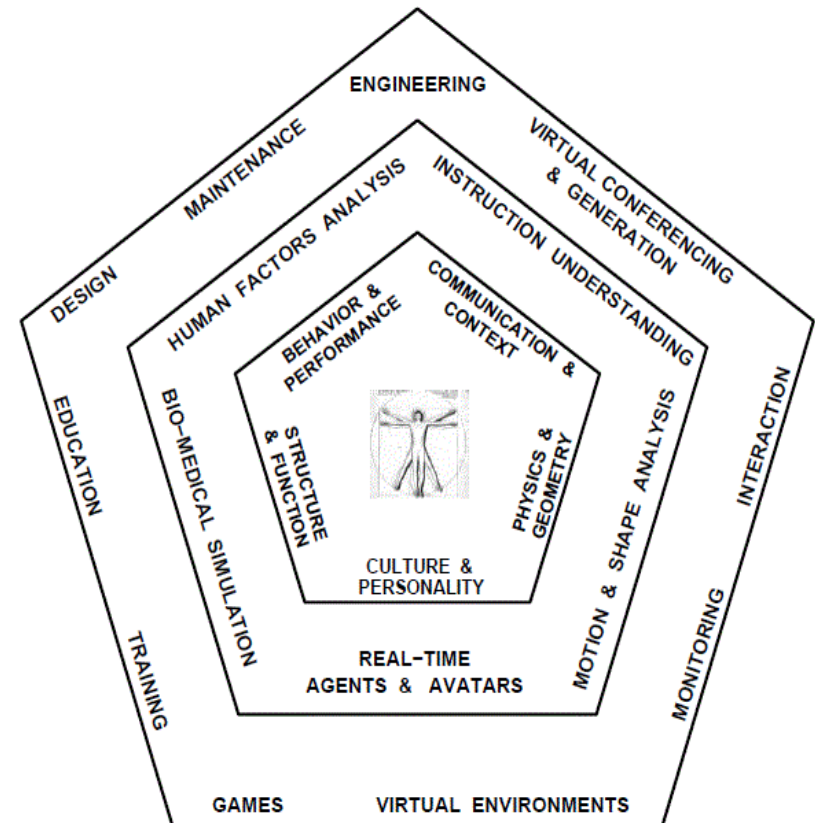 ENGINEERING
MAINTENANCE
DESIGN
VIRTUAL CONFERENCING
& GENERATION
HUMAN FACTORS ANALYSIS
INSTRUCTION UNDERSTANDING
BEHAVIOR &
PERFORMANCE
COMMUNICATION &
CONTEXT
EDUCATION
BIO-MEDICAL SIMULATION
STRUCTURE
& FUNCTION
PHYSICS &
GEOMETRY
MOTION & SHAPE ANALYSIS
INTERACTION
CULTURE &
PERSONALITY
TRAINING
REAL-TIME
AGENTS & AVATARS
MONITORING
GAMES
VIRTUAL ENVIRONMENTS